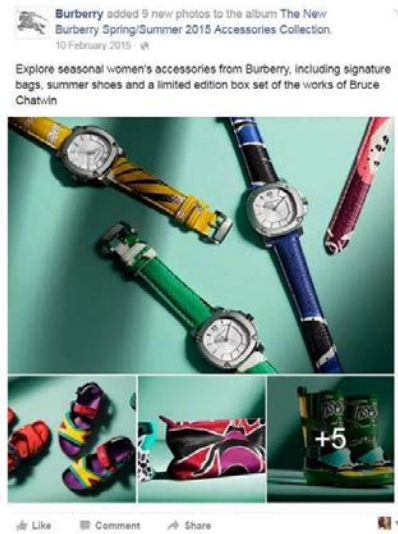 Burberry added 9 new photos to the album The New
Burberry Spring/Summer 2015 Accessories Collection.
10 February 2015 ·
Explore seasonal women's accessories from Burberry, including signature
bags, summer shoes and a limited edition box set of the works of Bruce
Chatwin
+5
Like Comment Share